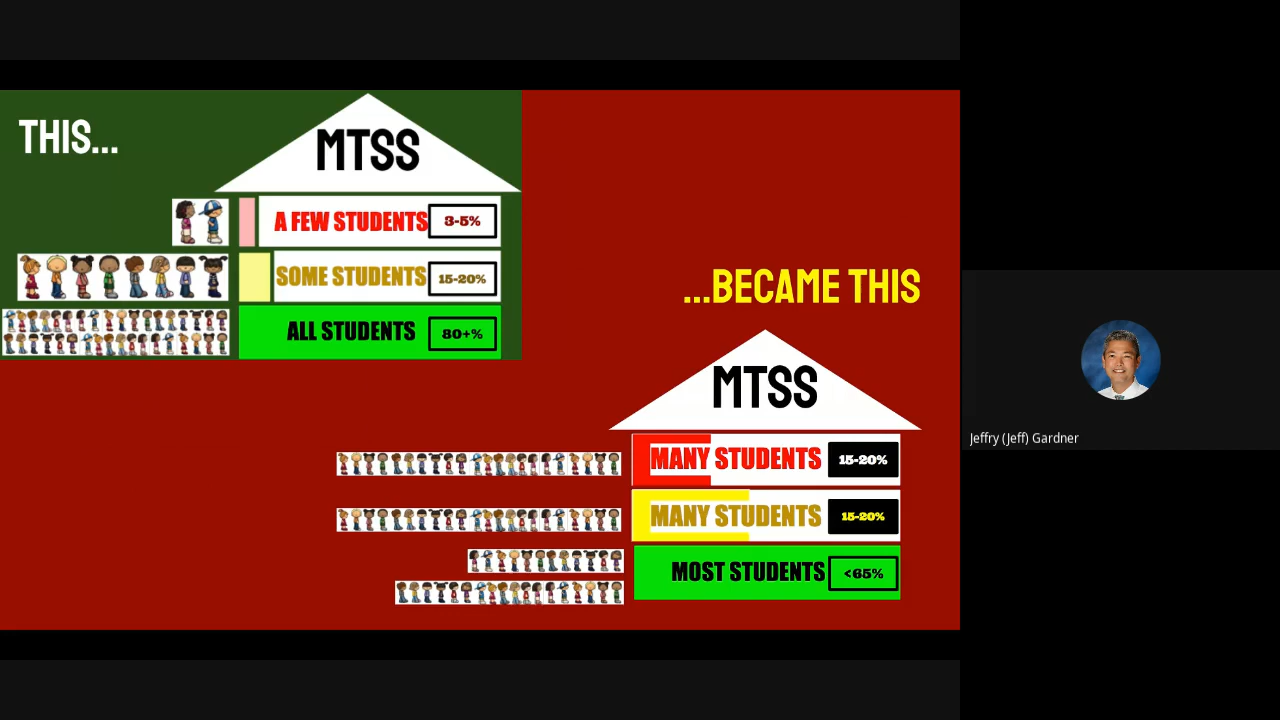 THIS...
MTSS
A FEW STUDENTS 3-5%
SOME STUDENTS 15-20%
ALL STUDENTS 80+%
...BECAME THIS
MTSS
MANY STUDENTS 15-20%
MANY STUDENTS 15-20%
MOST STUDENTS <65%
Jeffry (Jeff) Gardner